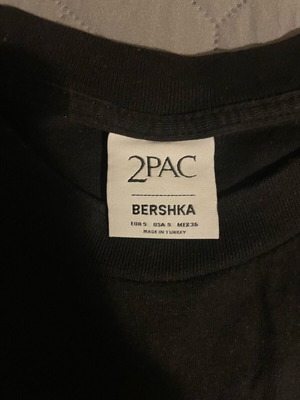 2PAC
BERSHKA
EUR S USA S MEX 36
MADE IN TURKEY